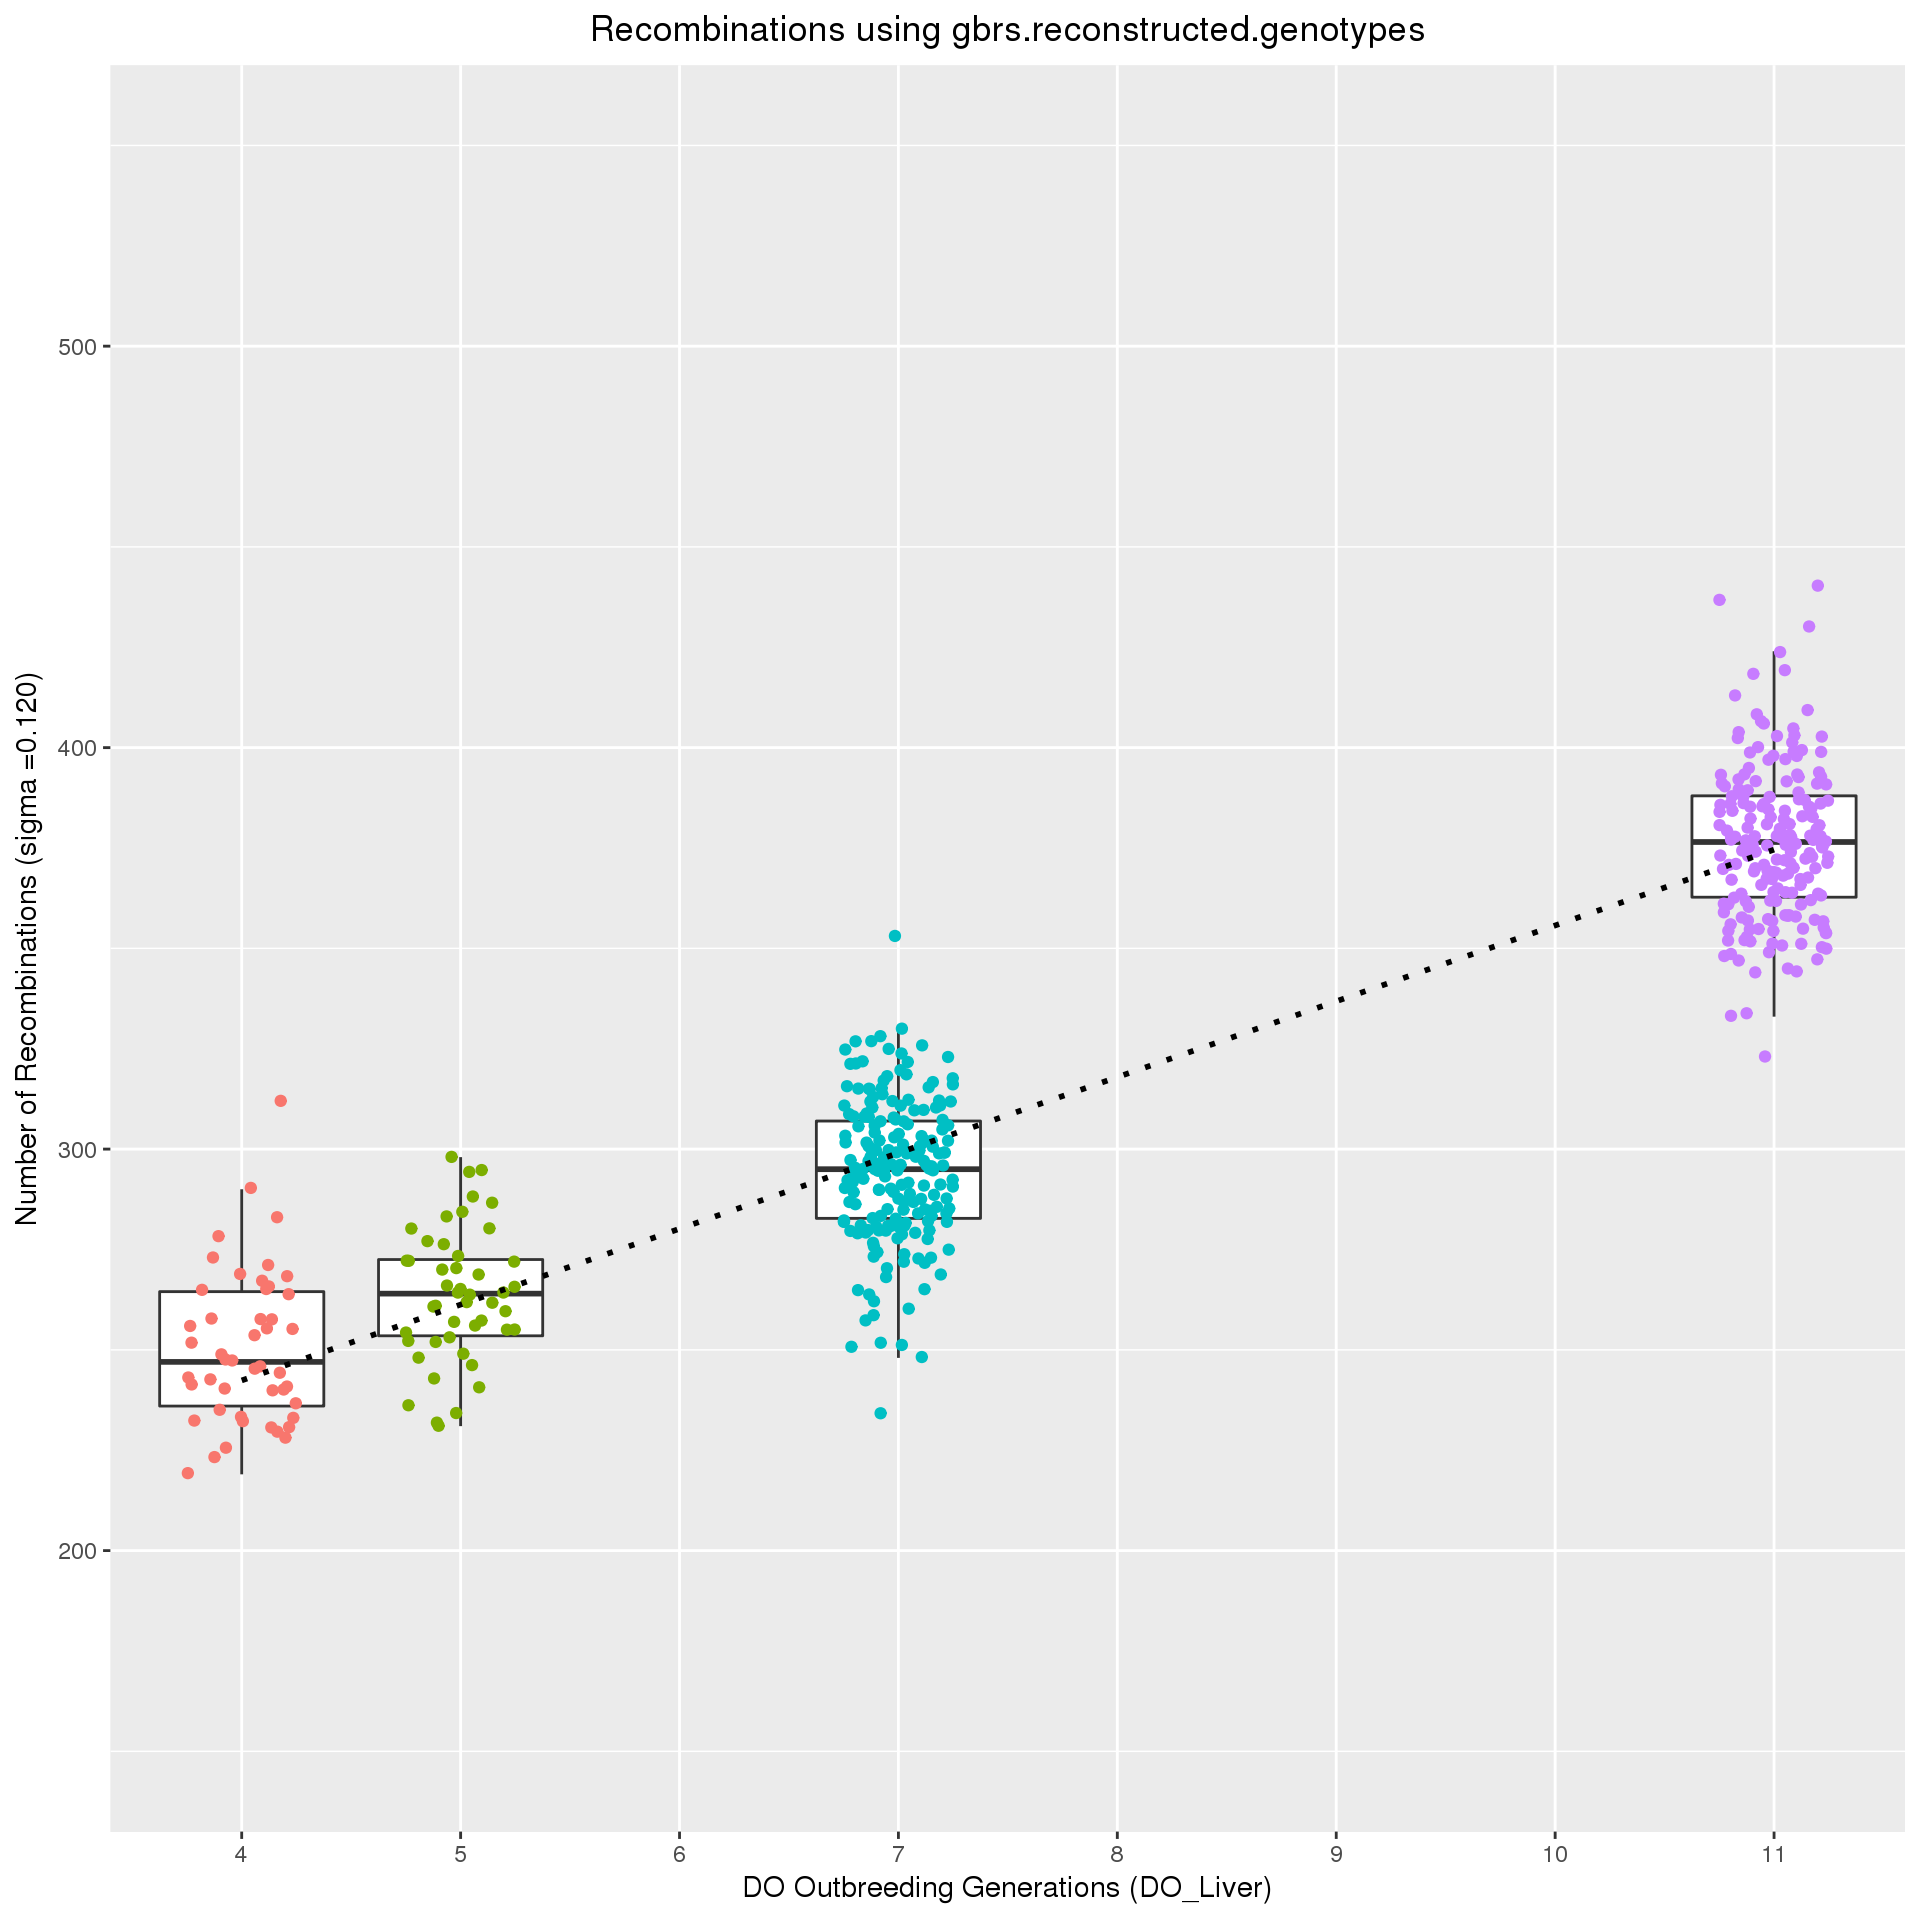 Recombinations using gbrs.reconstructed.genotypes
Number of Recombinations (sigma =0.120)
500
400
300
200
4 5 6 7 8 9 10 11
DO Outbreeding Generations (DO_Liver)